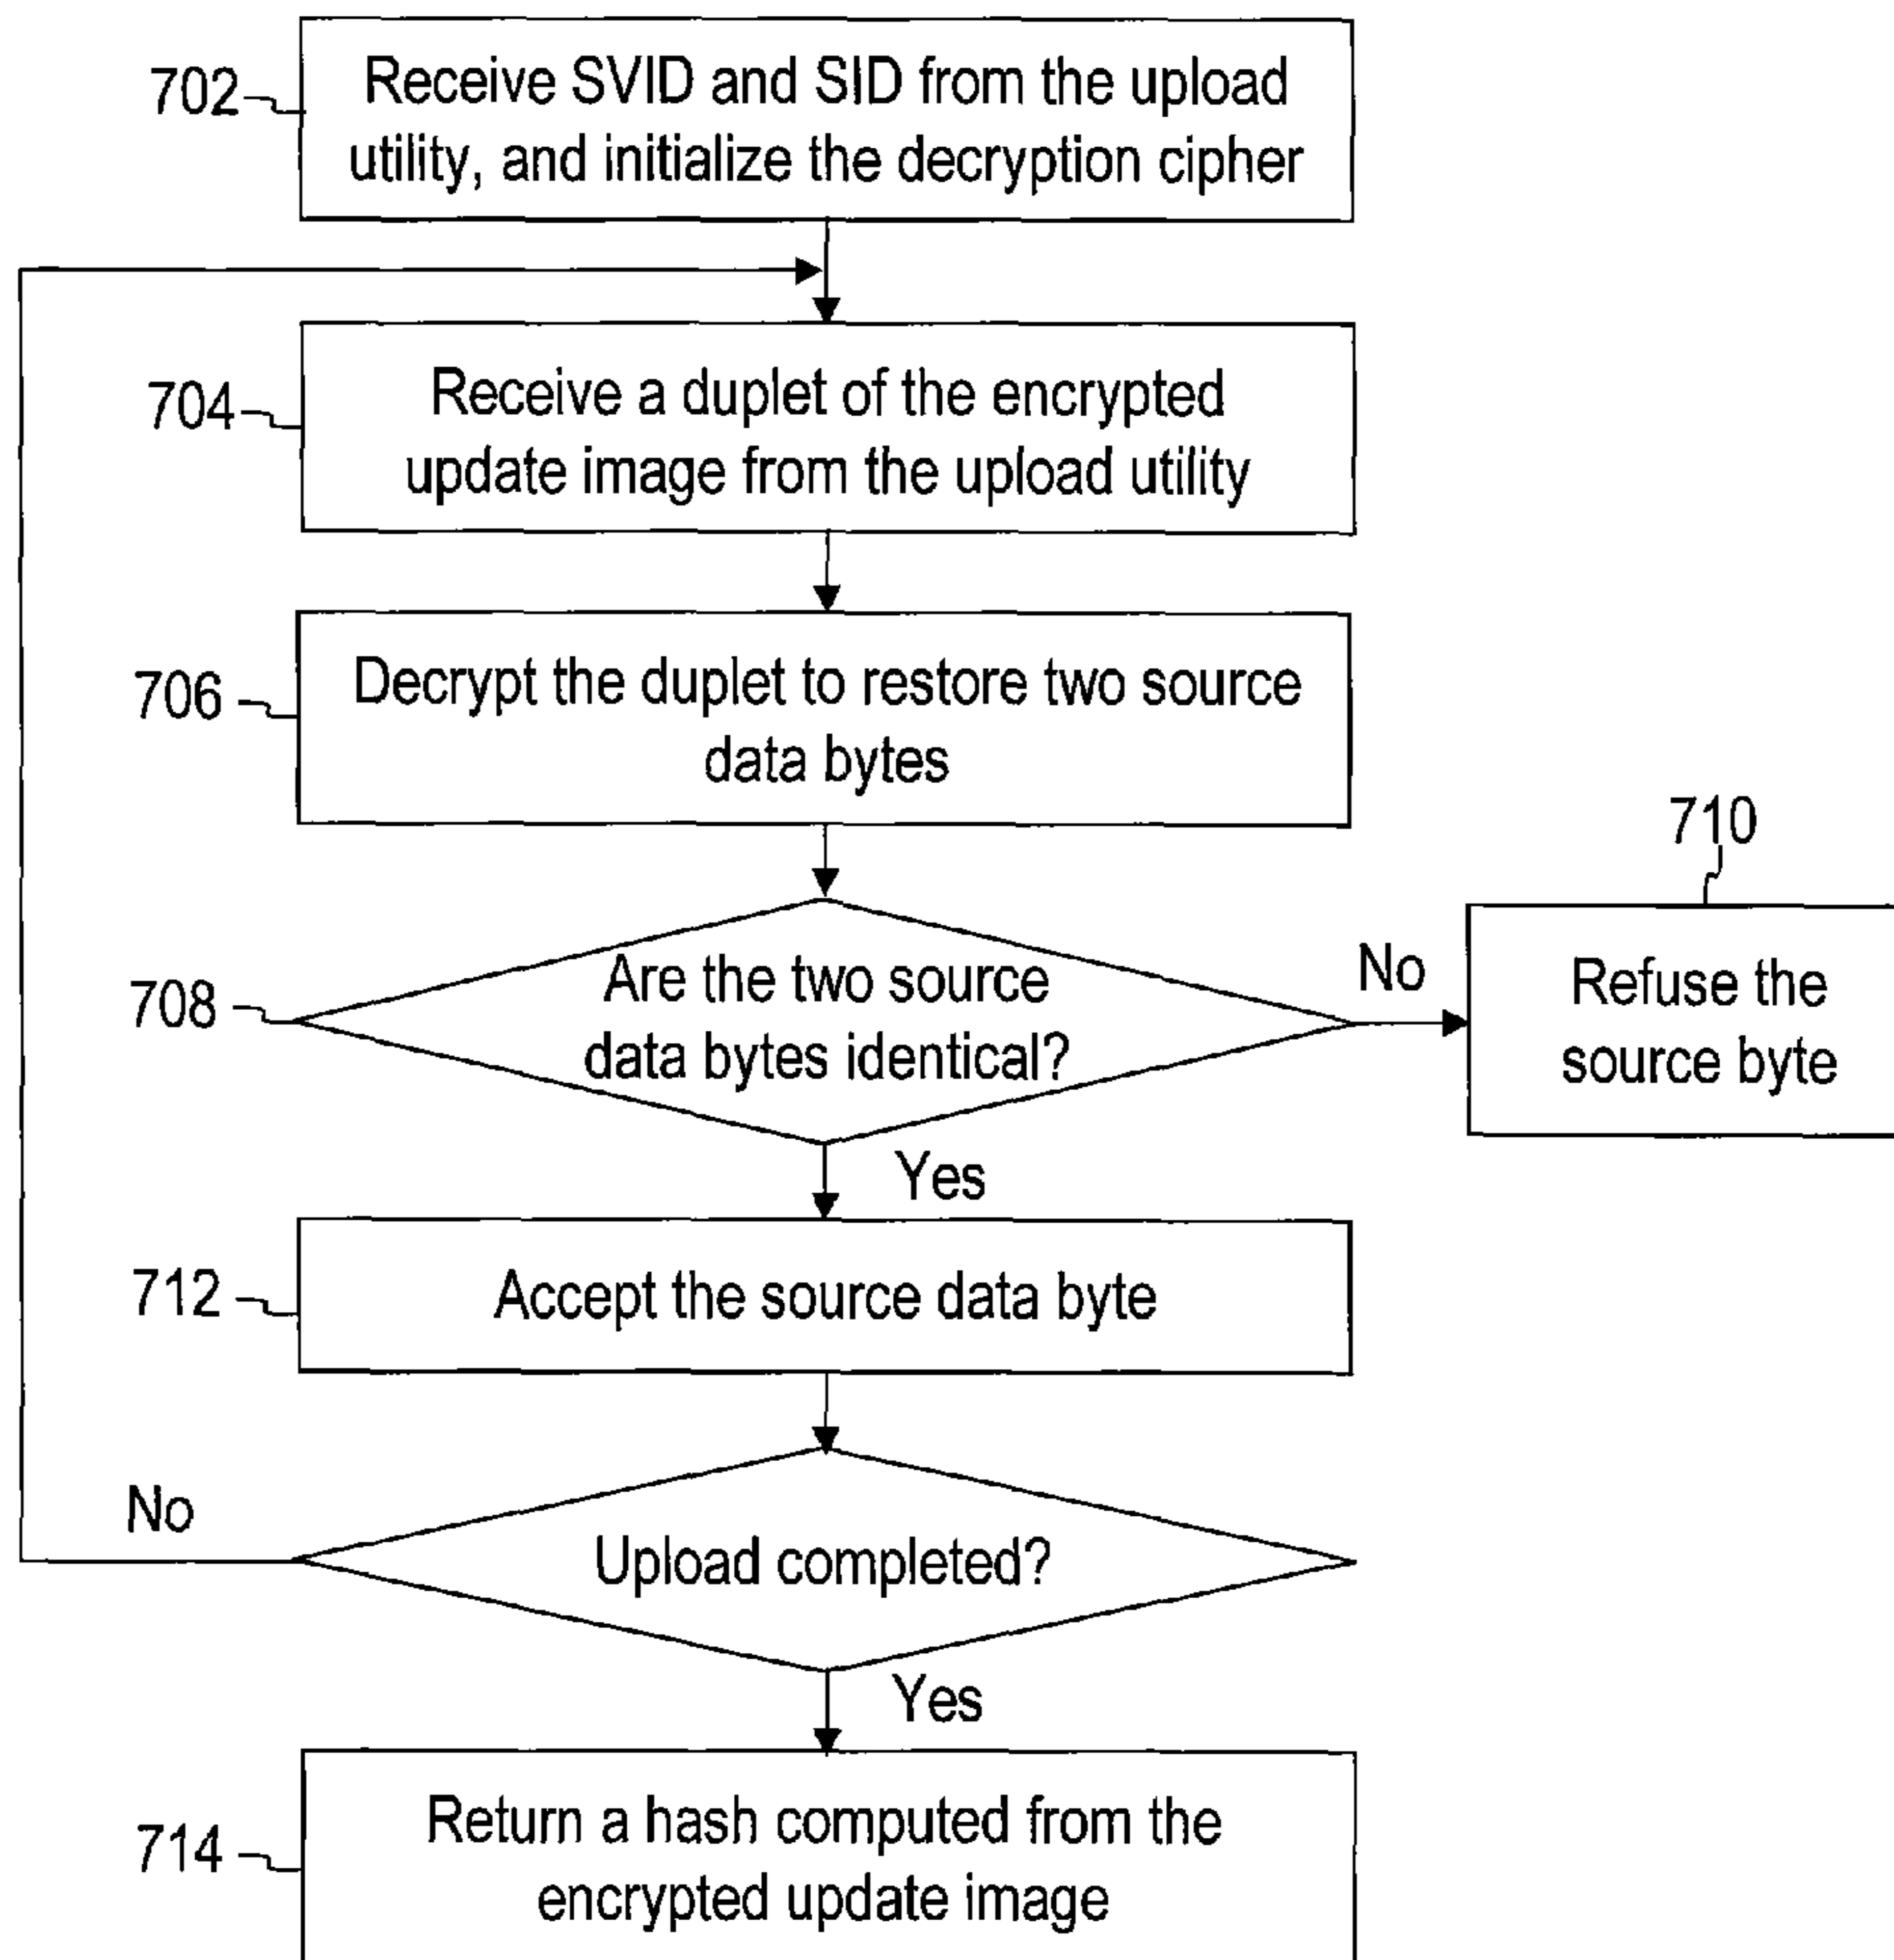 702
Receive SVID and SID from the upload
utility, and initialize the decryption cipher
704
Receive a duplet of the encrypted
update image from the upload utility
706
Decrypt the duplet to restore two source
data bytes
710
708
Are the two source
data bytes identical?
No
Refuse the
source byte
Yes
712
Accept the source data byte
No
Upload completed?
Yes
714
Return a hash computed from the
encrypted update image